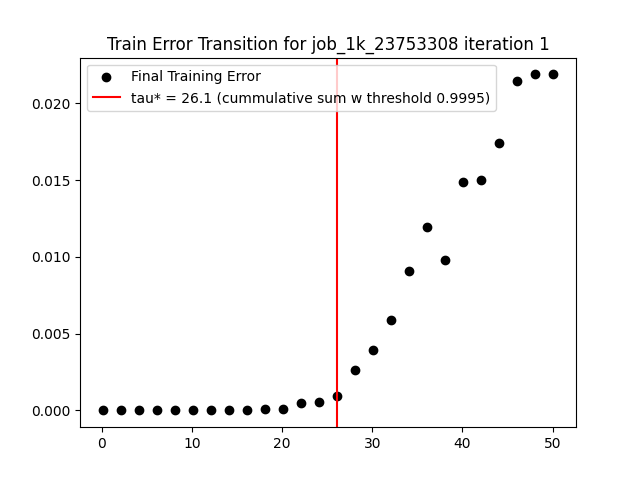 Train Error Transition for job_1k_23753308 iteration 1
Final Training Error
tau* = 26.1 (cummulative sum w threshold 0.9995)
0.020
0.015
0.010
0.005
0.000
0 10 20 30 40 50